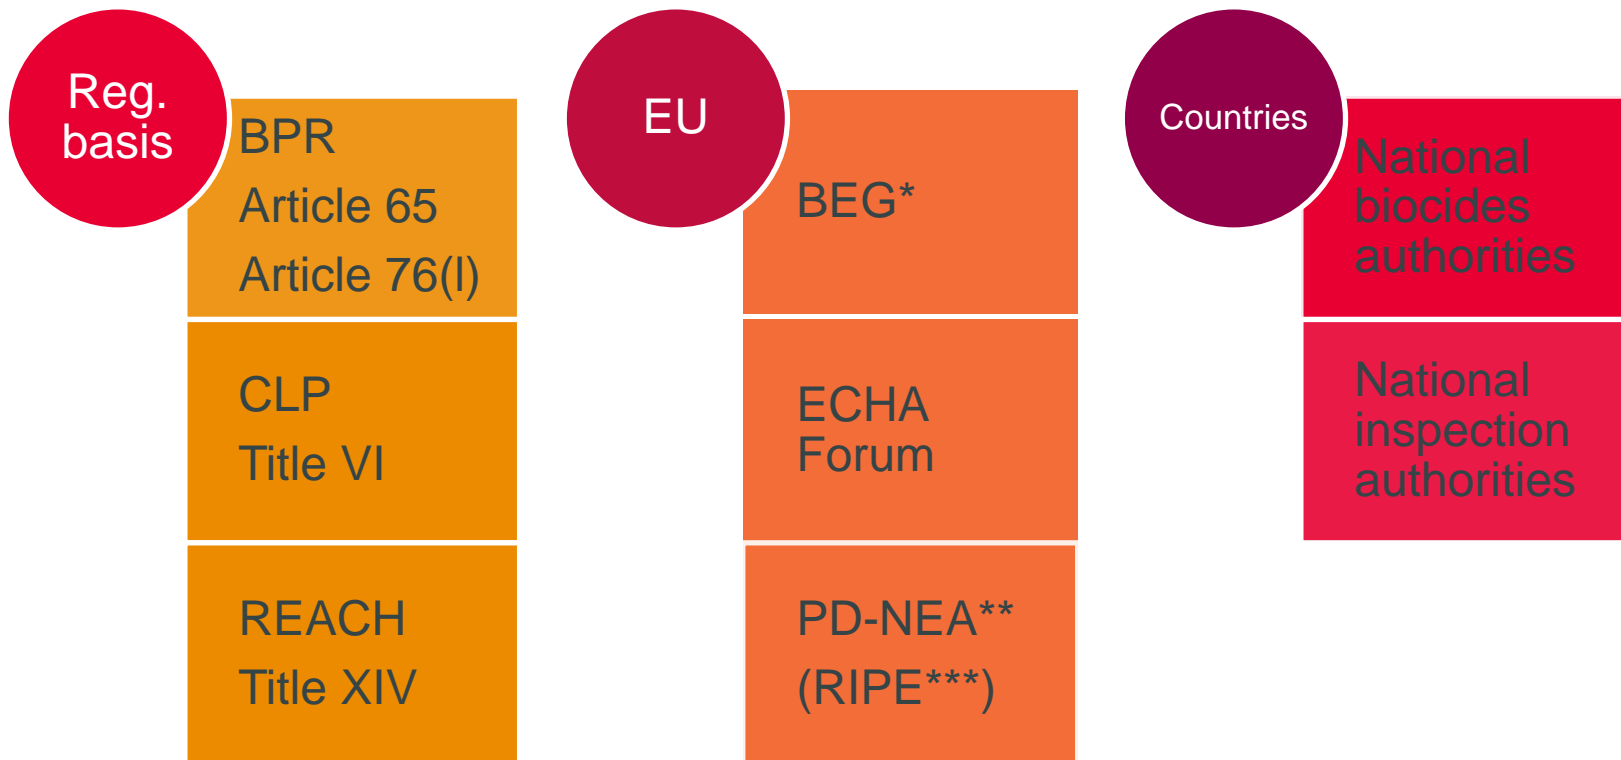 Reg.
basis
BPR
Article 65
Article 76(l)
CLP
Title VI
REACH
Title XIV
EU
BEG*
ECHA
Forum
PD-NEA**
(RIPE***)
Countries
National
biocides
authorities
National
inspection
authorities